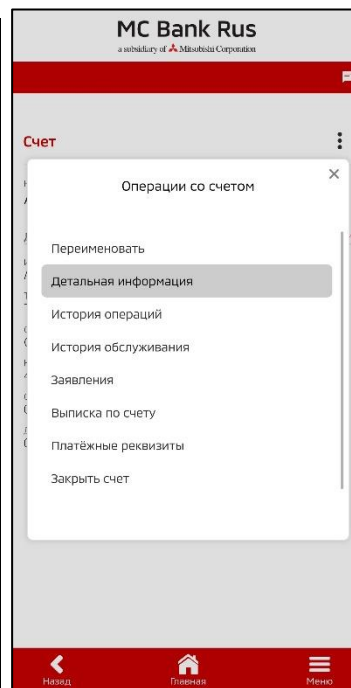 MC Bank Rus
a subsidiary of Mitsubishi Corporation
Счет
Операции со счетом
Переименовать
Детальная информация
История операций
История обслуживания
Заявления
Выписка по счету
Платёжные реквизиты
Закрыть счет
Назад
Главная
Меню